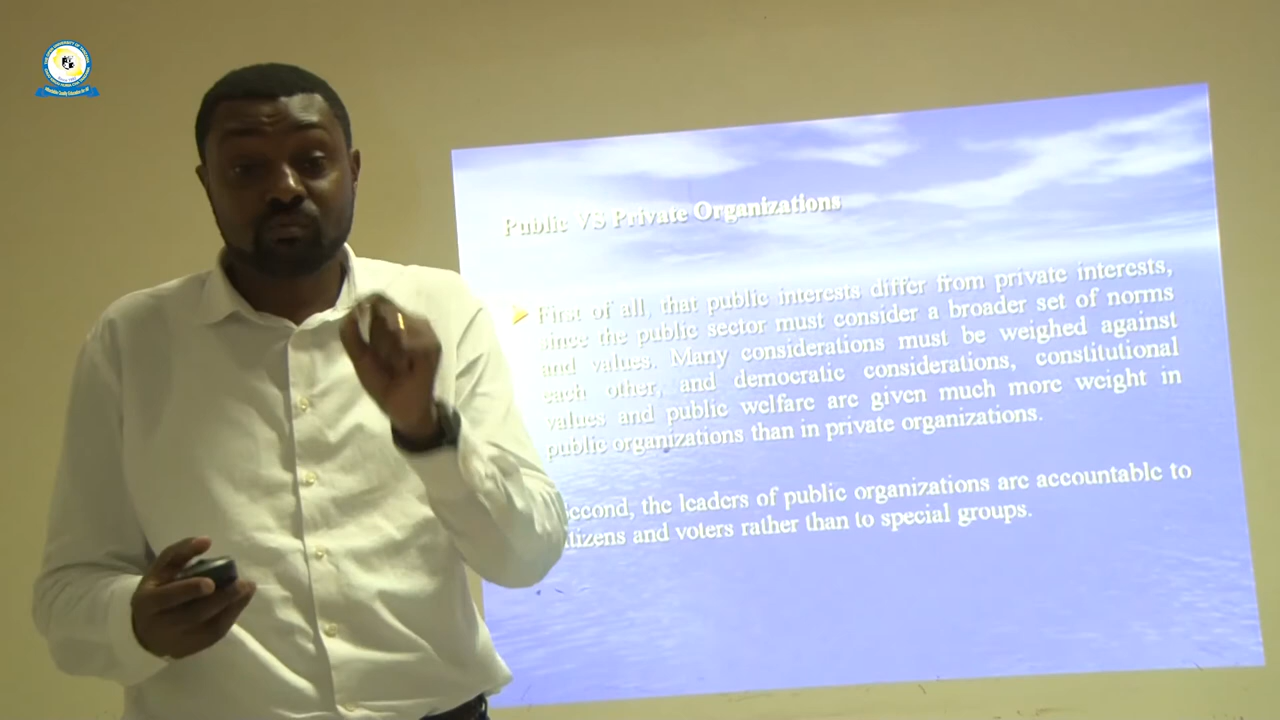 Public VS Private Organizations
First of all, that public interests differ from private interests,
since the public sector must consider a broader set of norms
and values. Many considerations must be weighed against
each other, and democratic considerations, constitutional
values and public welfare are given much more weight in
public organizations than in private organizations.
econd, the leaders of public organizations are accountable to
tizens and voters rather than to special groups.